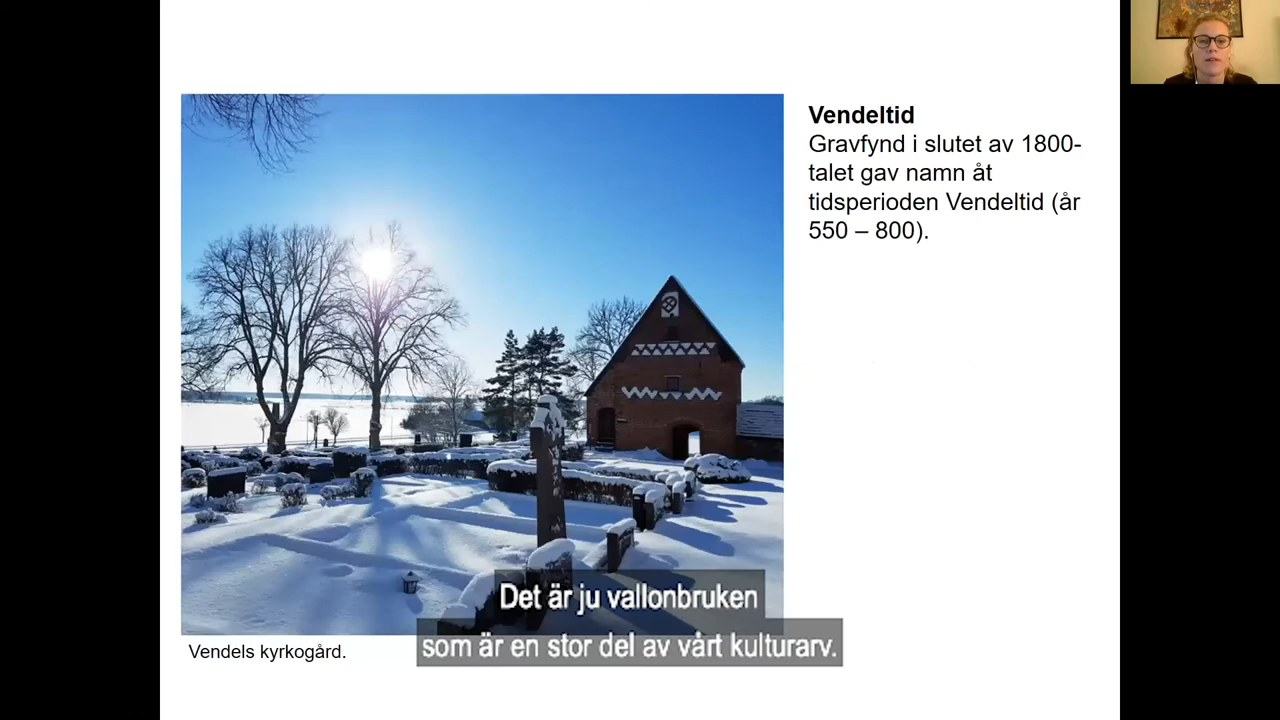 Vendeltid
Gravfynd i slutet av 1800-
talet gav namn åt
tidsperioden Vendeltid (år
550 – 800).
Det är ju vallonbruken
som är en stor del av vårt kulturarv.
Vendels kyrkogård.